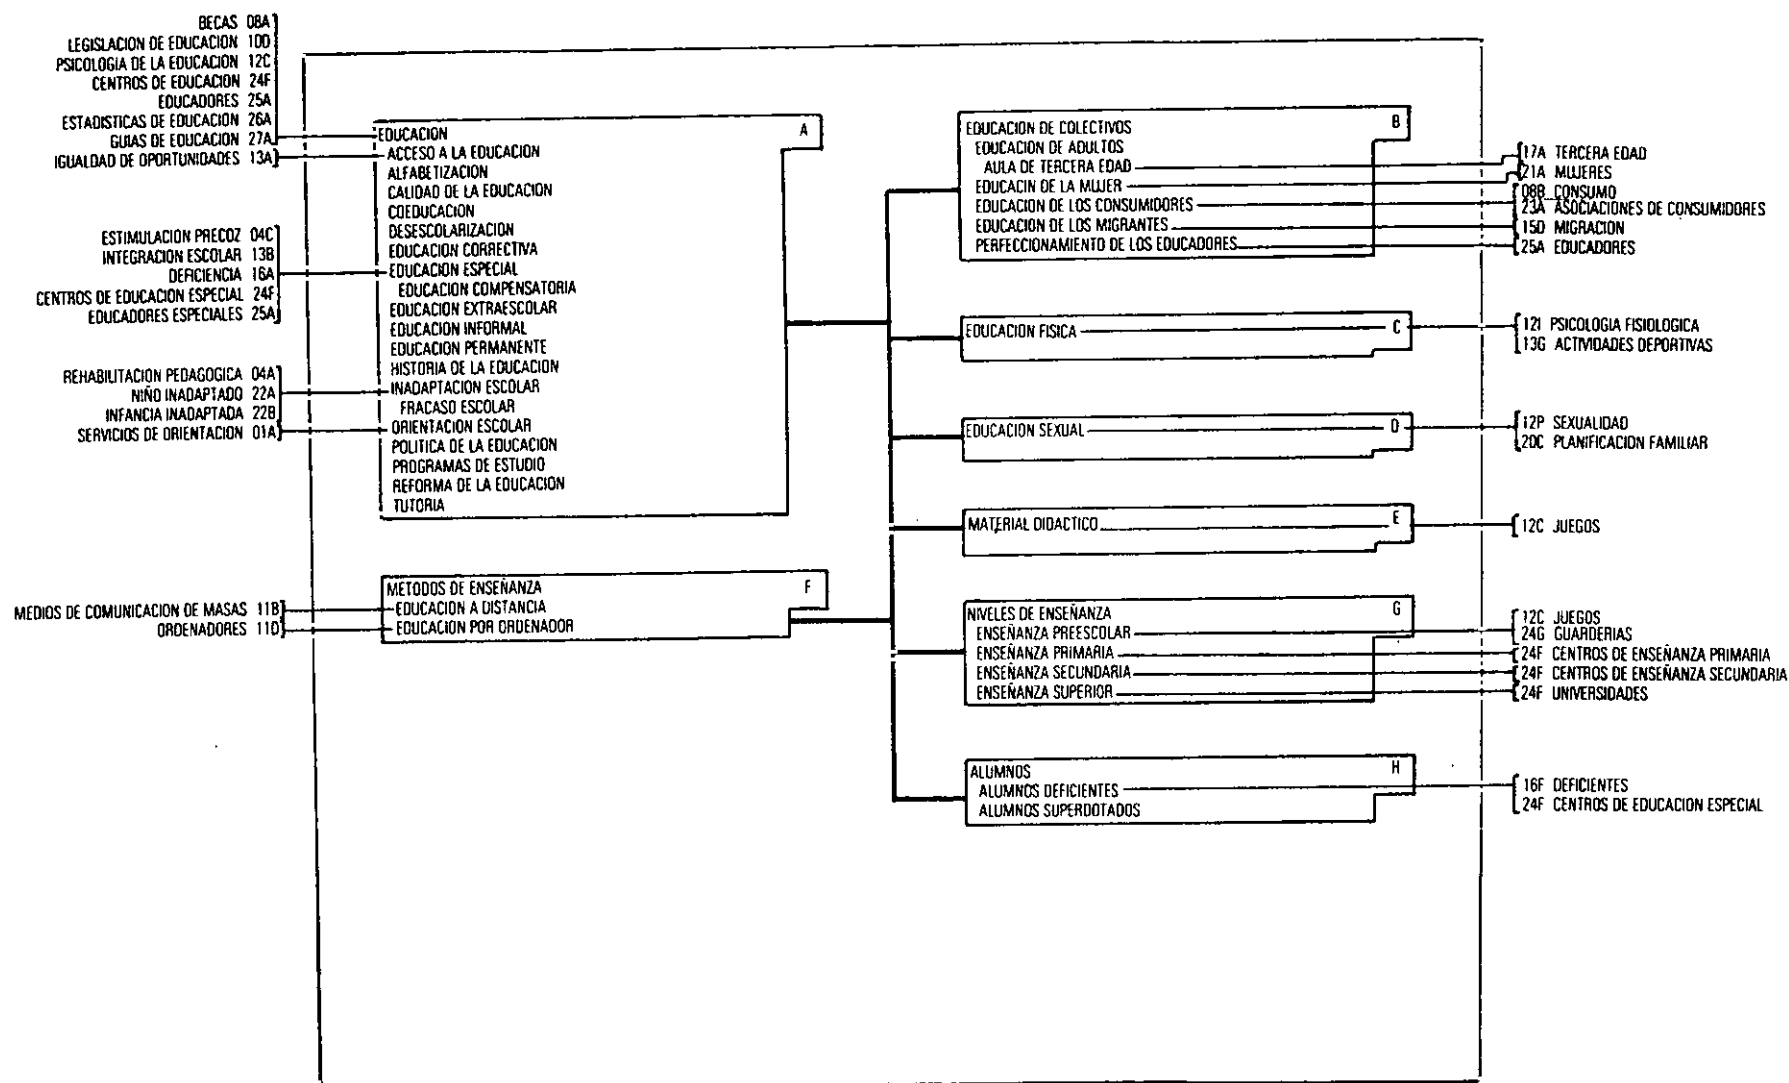 BECAS 08A
LEGISLACION DE EDUCACION 10D
PSICOLOGIA DE LA EDUCACION 12C
CENTROS DE EDUCACION 24F
EDUCADORES 25A
ESTADISTICAS DE EDUCACION 26A
GUIAS DE EDUCACION 27A
IGUALDAD DE OPORTUNIDADES 13A
ESTIMULACION PRECOZ 04C
INTEGRACION ESCOLAR 13B
DEFICIENCIA 16A
CENTROS DE EDUCACION ESPECIAL 24F
EDUCADORES ESPECIALES 25A
REHABILITACION PEDAGOGICA 04A
NIÑO INADAPTADO 22A
INFANCIA INADAPTADA 22B
SERVICIOS DE ORIENTACION 01A
MEDIOS DE COMUNICACION DE MASAS 11B
ORDENADORES 11D
EDUCACION A
ACCESO A LA EDUCACION
ALFABETIZACION
CALIDAD DE LA EDUCACION
COEDUCACION
DESESCOLARIZACION
EDUCACION CORRECTIVA
EDUCACION ESPECIAL
EDUCACION COMPENSATORIA
EDUCACION EXTRAESCOLAR
EDUCACION INFORMAL
EDUCACION PERMANENTE
HISTORIA DE LA EDUCACION
INADAPTACION ESCOLAR
FRACASO ESCOLAR
ORIENTACION ESCOLAR
POLITICA DE LA EDUCACION
PROGRAMAS DE ESTUDIO
REFORMA DE LA EDUCACION
TUTORIA
METODOS DE ENSEÑANZA F
EDUCACION A DISTANCIA
EDUCACION POR ORDENADOR
EDUCACION DE COLECTIVOS B
EDUCACION DE ADULTOS
AULA DE TERCERA EDAD
EDUCACIN DE LA MUJER
EDUCACION DE LOS CONSUMIDORES
EDUCACION DE LOS MIGRANTES
PERFECCIONAMIENTO DE LOS EDUCADORES
EDUCACION FISICA C
EDUCACION SEXUAL D
MATERIAL DIDACTICO E
NIVELES DE ENSEÑANZA G
ENSEÑANZA PREESCOLAR
ENSEÑANZA PRIMARIA
ENSEÑANZA SECUNDARIA
ENSEÑANZA SUPERIOR
ALUMNOS H
ALUMNOS DEFICIENTES
ALUMNOS SUPERDOTADOS
17A TERCERA EDAD
21A MUJERES
08B CONSUMO
23A ASOCIACIONES DE CONSUMIDORES
15D MIGRACION
25A EDUCADORES
12I PSICOLOGIA FISIOLOGICA
13G ACTIVIDADES DEPORTIVAS
12P SEXUALIDAD
20C PLANIFICACION FAMILIAR
12C JUEGOS
12C JUEGOS
24G GUARDERIAS
24F CENTROS DE ENSEÑANZA PRIMARIA
24F CENTROS DE ENSEÑANZA SECUNDARIA
24F UNIVERSIDADES
16F DEFICIENTES
24F CENTROS DE EDUCACION ESPECIAL